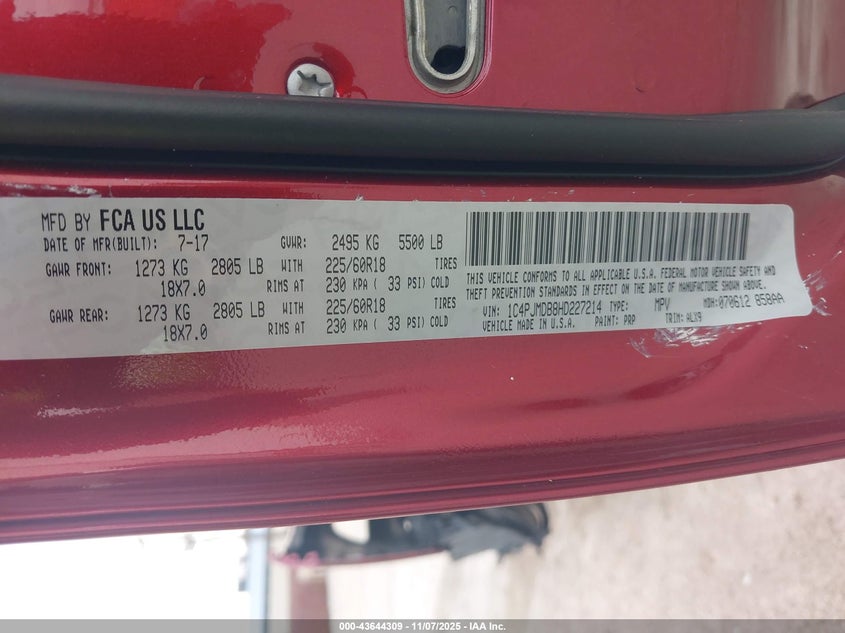 MFD BY FCA US LLC
DATE OF MFR(BUILT): 7-17 GVWR: 2495 KG 5500 LB
GAWR FRONT: 1273 KG 2805 LB WITH 225/60R18 TIRES
18X7.0 RIMS AT 230 KPA ( 33 PSI) COLD
GAWR REAR: 1273 KG 2805 LB WITH 225/60R18 TIRES
18X7.0 RIMS AT 230 KPA ( 33 PSI) COLD
THIS VEHICLE CONFORMS TO ALL APPLICABLE U.S.A. FEDERAL MOTOR VEHICLE SAFETY AND
THEFT PREVENTION STANDARDS IN EFFECT ON THE DATE OF MANUFACTURE SHOWN ABOVE.
VIN: 1C4PJMDB8HD227214 TYPE: MPV MDH: 070612 858AA
VEHICLE MADE IN U.S.A. PAINT: PRP TRIM: ALX9
000-43644309 | 11/07/2025 | © IAA Inc.